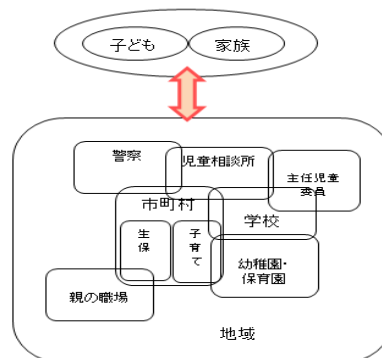 子ども
家族
警察
児童相談所
主任児童
委員
市町村
学校
生保
子育て
幼稚園・
保育園
親の職場
地域